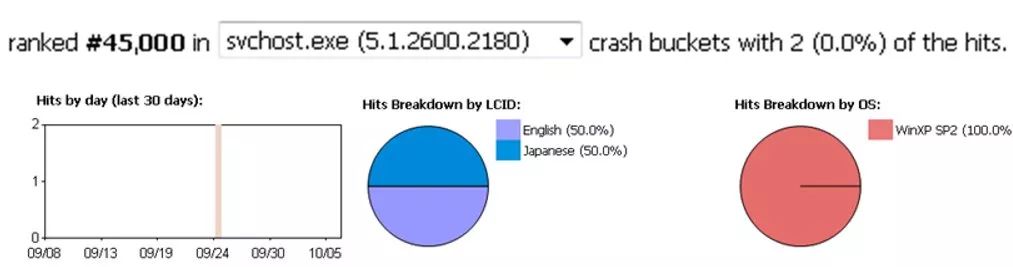 ranked #45,000 in svchost.exe (5.1.2600.2180) crash buckets with 2 (0.0%) of the hits.
Hits by day (last 30 days):
2
1
0
09/08 09/13 09/19 09/24 09/30 10/05
Hits Breakdown by LCID:
English (50.0%)
Japanese (50.0%)
Hits Breakdown by OS:
WinXP SP2 (100.0%